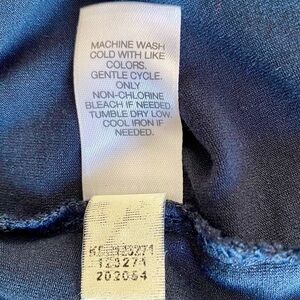 MACHINE WASH
COLD WITH LIKE
COLORS.
GENTLE CYCLE.
ONLY
NON-CHLORINE
BLEACH IF NEEDED.
TUMBLE DRY LOW.
COOL IRON IF
NEEDED.
123271
202064